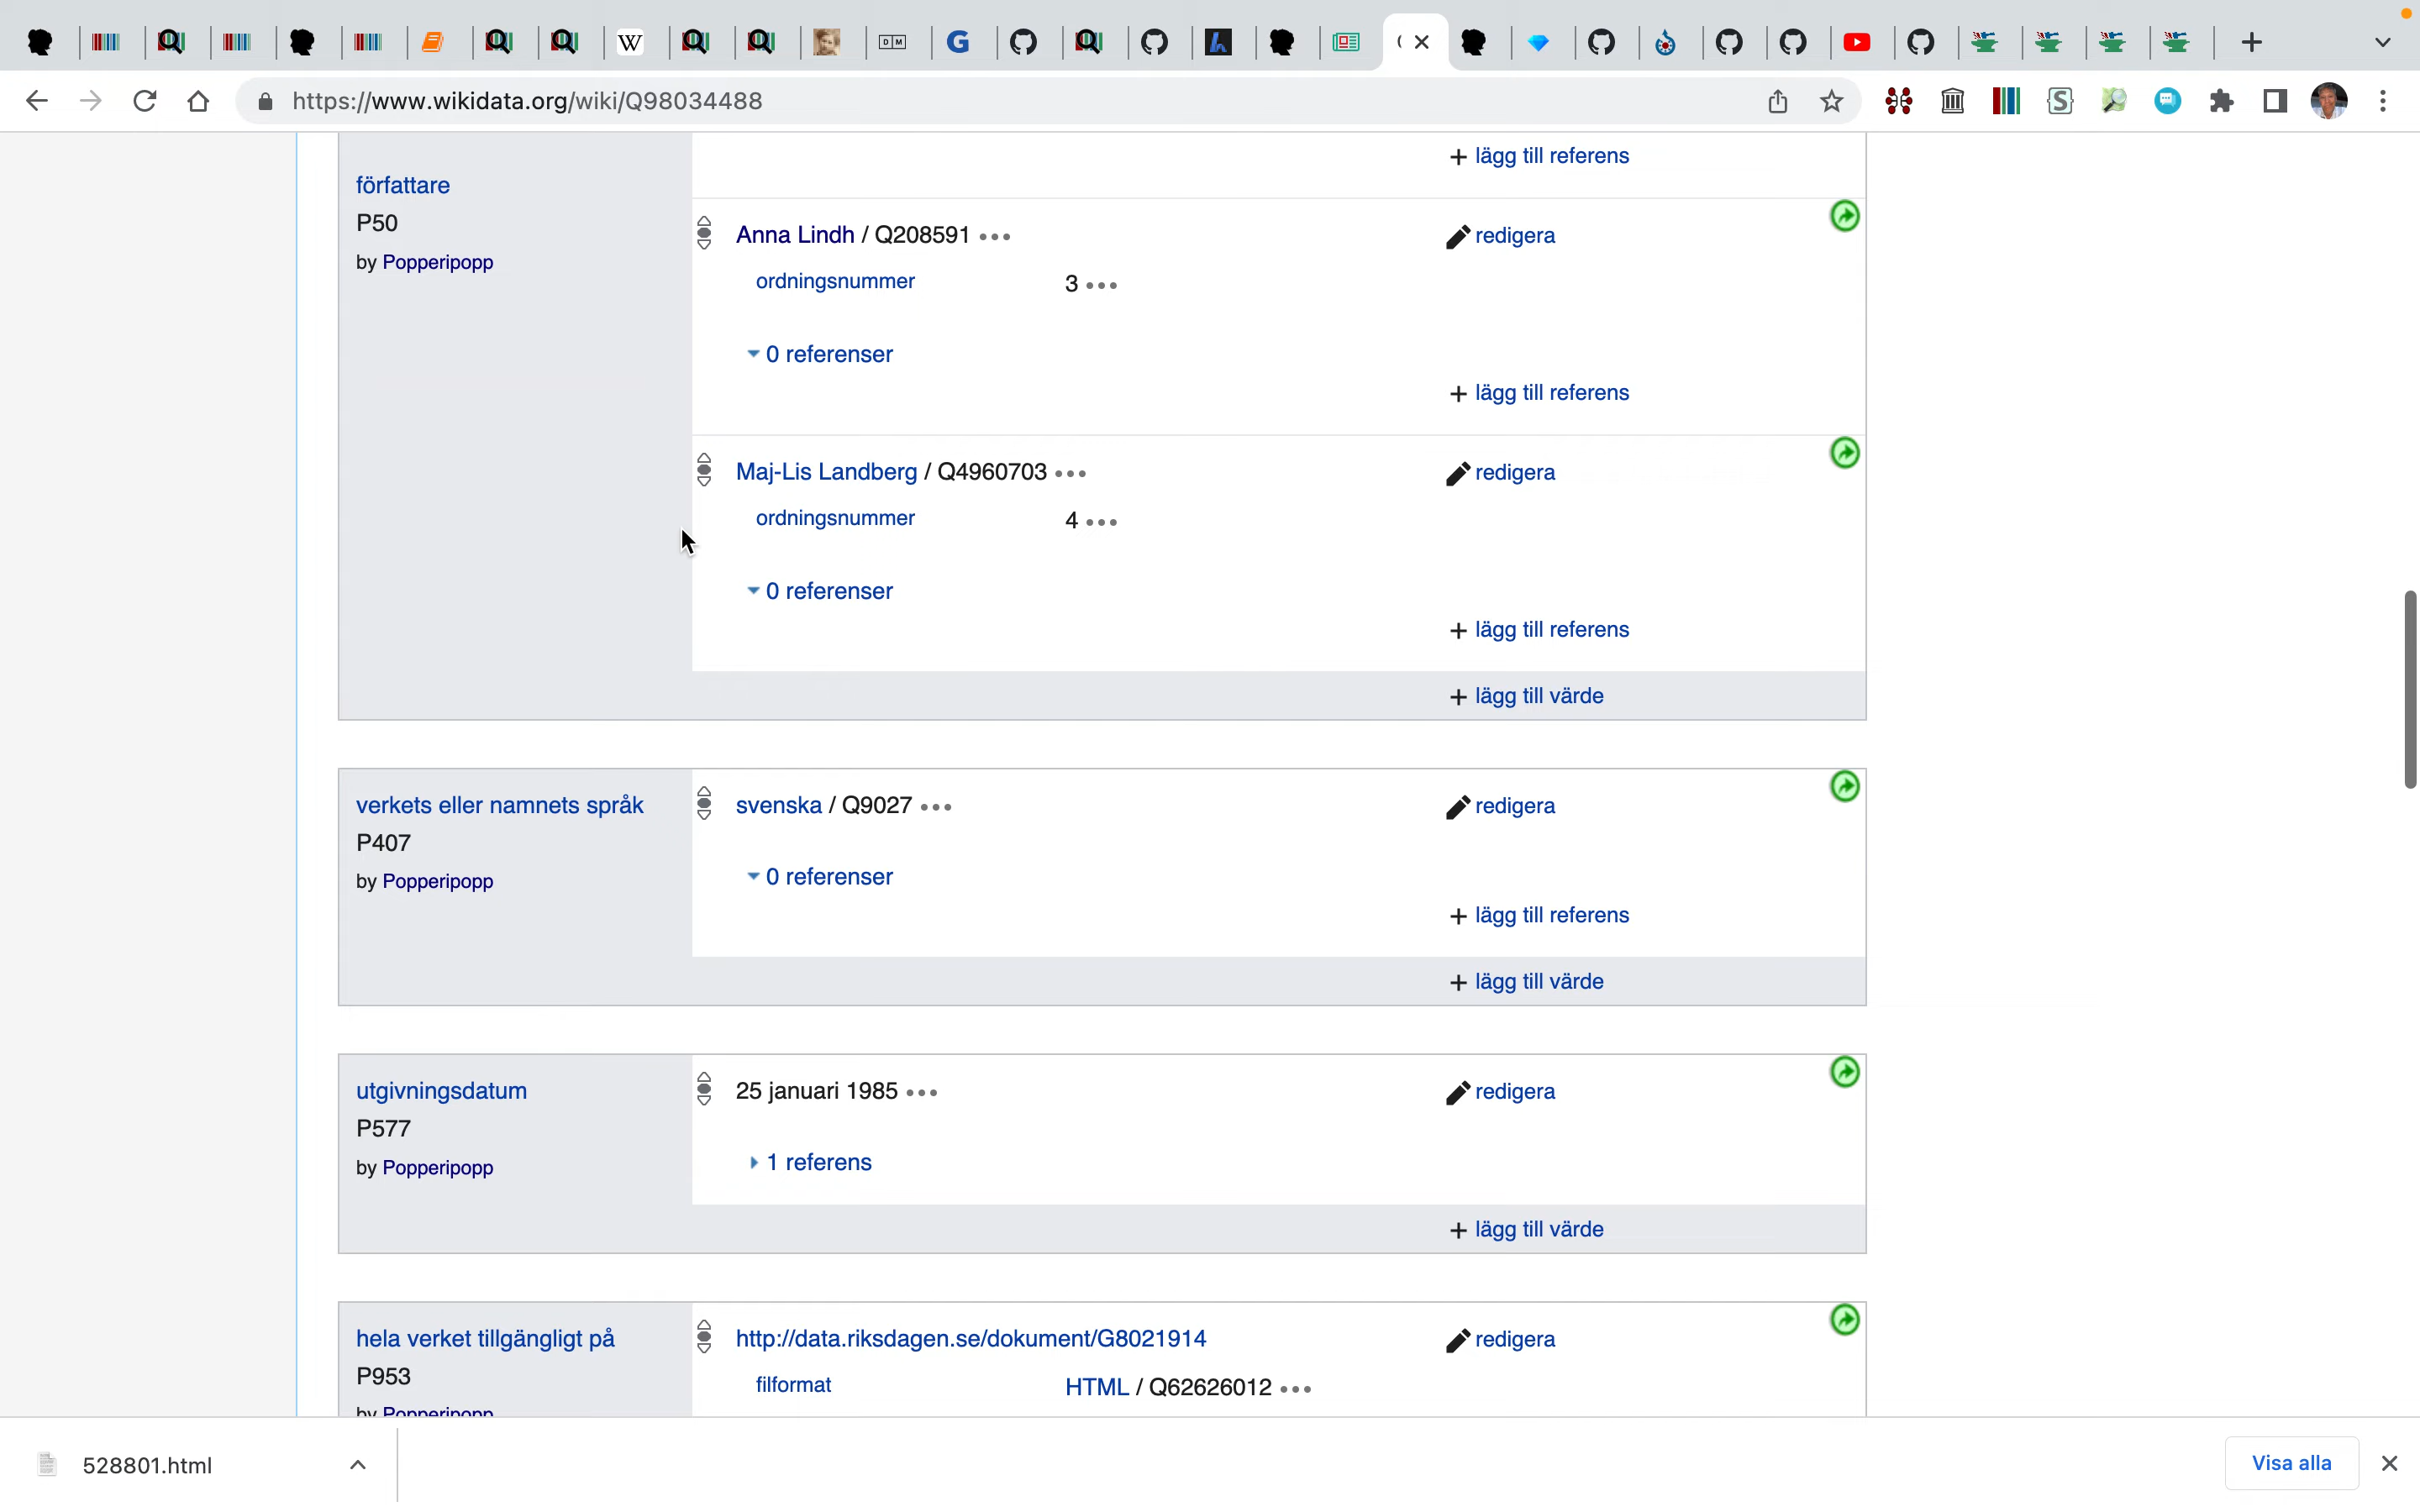 https://www.wikidata.org/wiki/Q98034488
+ lägg till referens
författare
P50
by Popperipopp
Anna Lindh / Q208591 •••
redigera
ordningsnummer 3 •••
0 referenser
+ lägg till referens
Maj-Lis Landberg / Q4960703 •••
redigera
ordningsnummer 4 •••
0 referenser
+ lägg till referens
+ lägg till värde
verkets eller namnets språk
P407
by Popperipopp
svenska / Q9027 •••
redigera
0 referenser
+ lägg till referens
+ lägg till värde
utgivningsdatum
P577
by Popperipopp
25 januari 1985 •••
redigera
1 referens
+ lägg till värde
hela verket tillgängligt på
P953
by Popperipopp
http://data.riksdagen.se/dokument/G8021914
redigera
filformat HTML / Q62626012 •••
528801.html
Visa alla